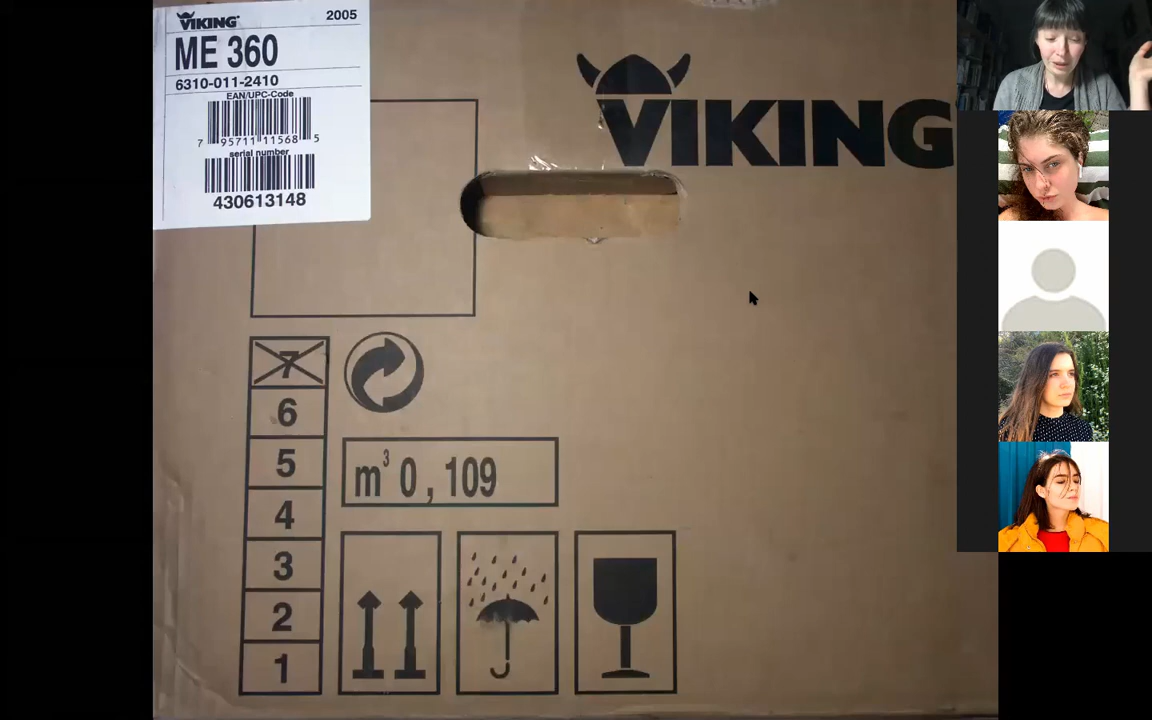 VIKING 2005
ME 360
6310-011-2410
EAN/UPC-Code
7 95711 11568 5
serial number
430613148
VIKING
7
6
5
4
3
2
1
m³ 0,109